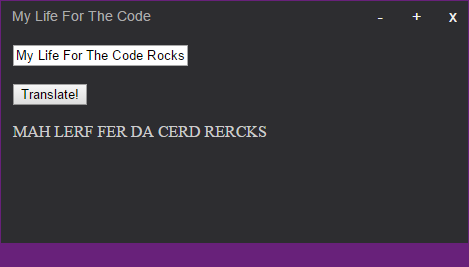 My Life For The Code - + x
My Life For The Code Rocks
Translate!
MAH LERF FER DA CERD RERCKS